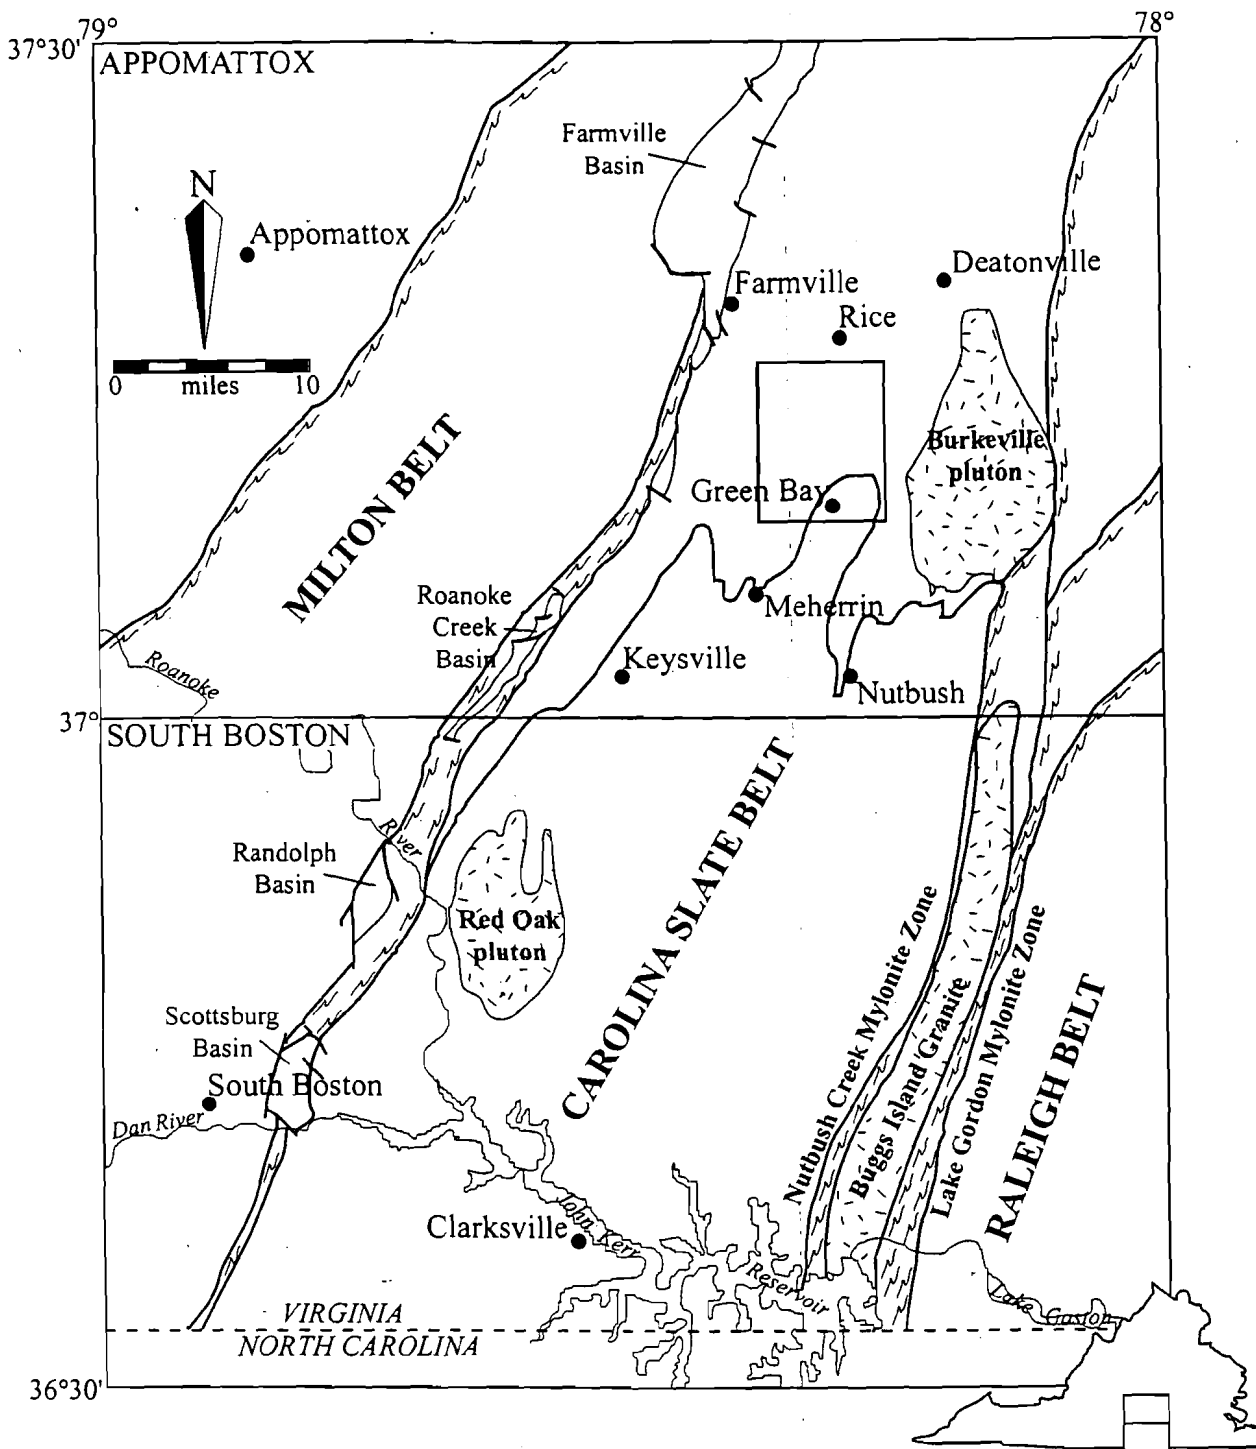 79°
78°
37°30'
APPOMATTOX
Farmville
Basin
N
Appomattox
Deatonville
Farmville
Rice
0 miles 10
MILTON BELT
Burkeville
pluton
Green Bay
Roanoke
Creek
Basin
Meherrin
Roanoke
Keysville
Nutbush
37°
SOUTH BOSTON
River
Randolph
Basin
Red Oak
pluton
CAROLINA SLATE BELT
Nutbush Creek Mylonite Zone
Buggs Island Granite
Lake Gordon Mylonite Zone
RALEIGH BELT
Scottsburg
Basin
South Boston
Dan River
Clarksville
John Kerr
Reservoir
Lake Gaston
VIRGINIA
NORTH CAROLINA
36°30'